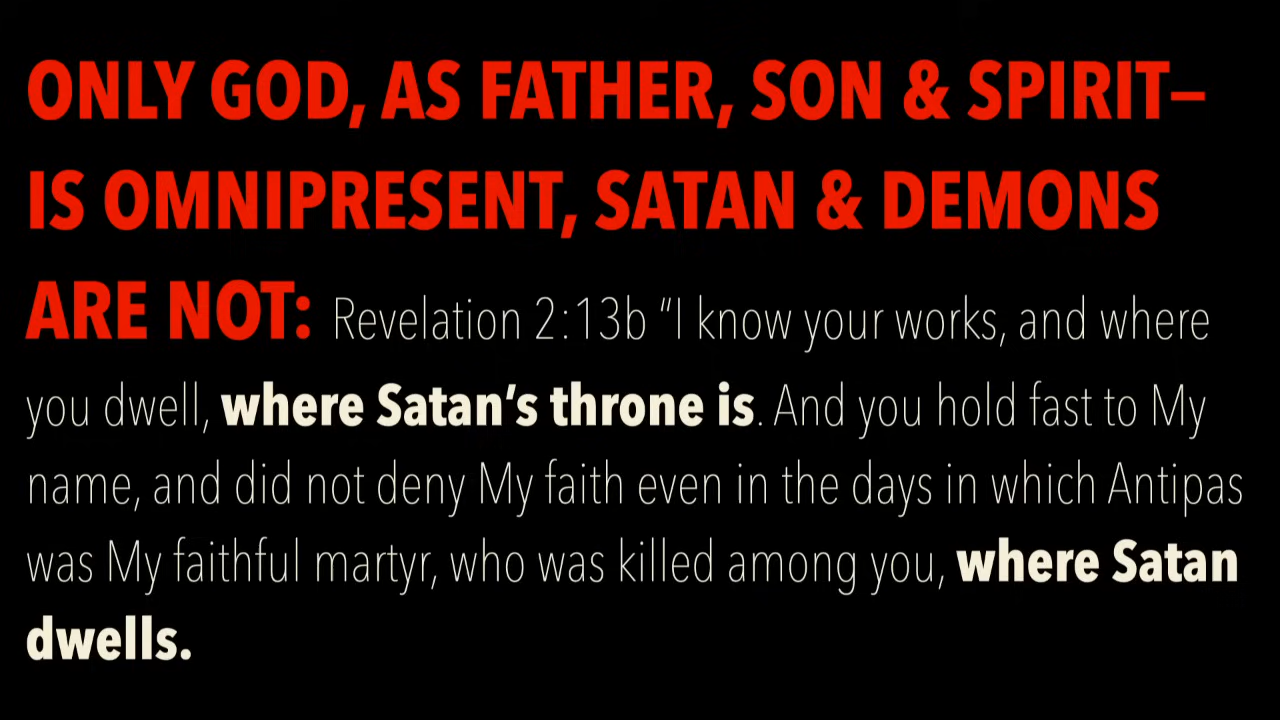 ONLY GOD, AS FATHER, SON & SPIRIT–
IS OMNIPRESENT, SATAN & DEMONS
ARE NOT: Revelation 2:13b “I know your works, and where
you dwell, where Satan’s throne is. And you hold fast to My
name, and did not deny My faith even in the days in which Antipas
was My faithful martyr, who was killed among you, where Satan
dwells.